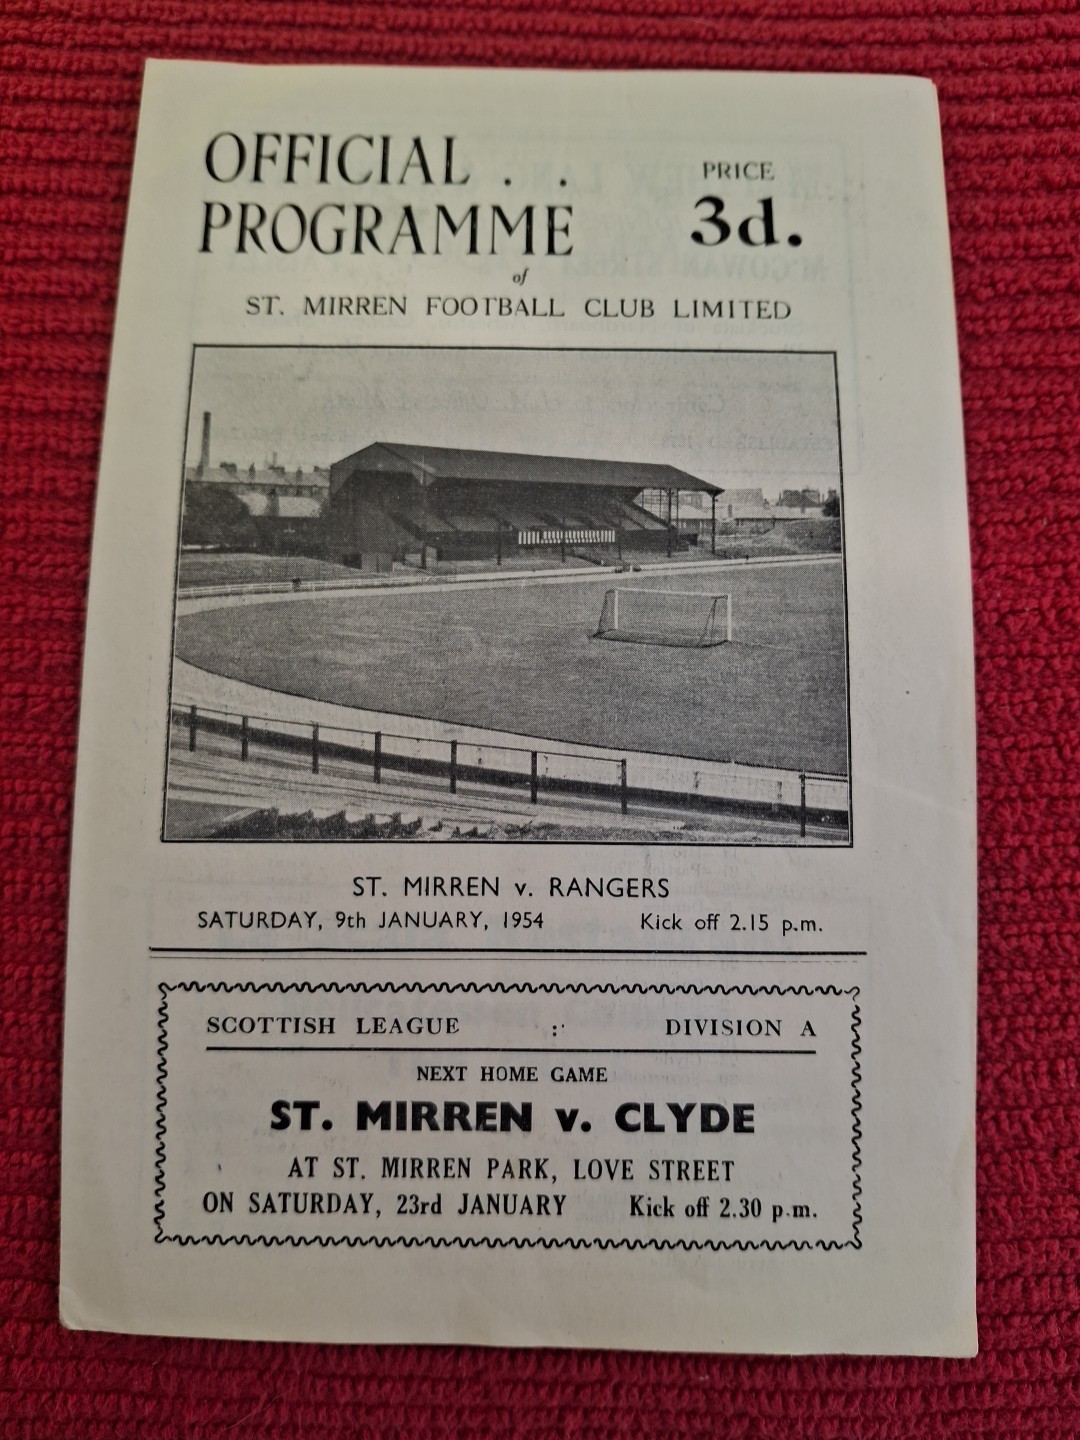 OFFICIAL . .
PROGRAMME
PRICE
3d.
of
ST. MIRREN FOOTBALL CLUB LIMITED
ST. MIRREN v. RANGERS
SATURDAY, 9th JANUARY, 1954 Kick off 2.15 p.m.
SCOTTISH LEAGUE : DIVISION A
NEXT HOME GAME
ST. MIRREN v. CLYDE
AT ST. MIRREN PARK, LOVE STREET
ON SATURDAY, 23rd JANUARY Kick off 2.30 p.m.